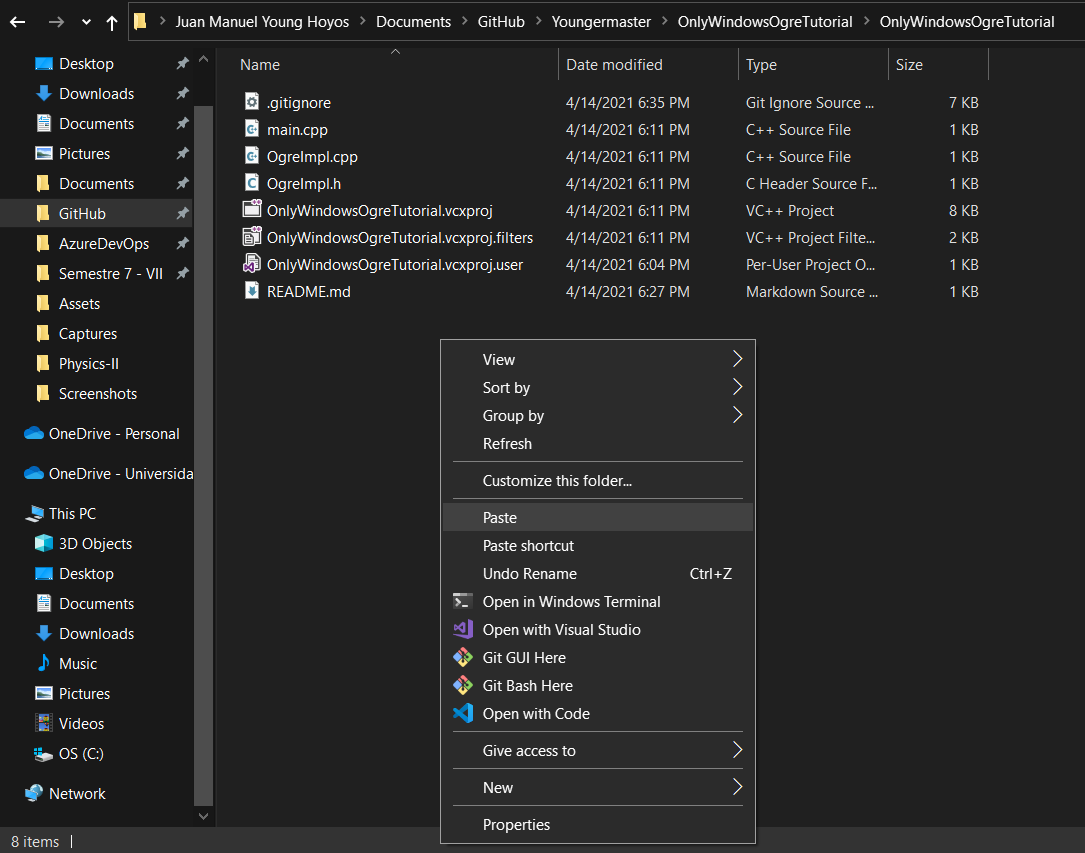 Juan Manuel Young Hoyos > Documents > GitHub > Youngermaster > OnlyWindowsOgreTutorial > OnlyWindowsOgreTutorial
Desktop
Downloads
Documents
Pictures
Documents
GitHub
AzureDevOps
Semestre 7 - VII
Assets
Captures
Physics-II
Screenshots
OneDrive - Personal
OneDrive - Universida
This PC
3D Objects
Desktop
Documents
Downloads
Music
Pictures
Videos
OS (C:)
Network
Name Date modified Type Size
.gitignore 4/14/2021 6:35 PM Git Ignore Source ... 7 KB
main.cpp 4/14/2021 6:11 PM C++ Source File 1 KB
OgreImpl.cpp 4/14/2021 6:11 PM C++ Source File 1 KB
OgreImpl.h 4/14/2021 6:11 PM C Header Source F... 1 KB
OnlyWindowsOgreTutorial.vcxproj 4/14/2021 6:11 PM VC++ Project 8 KB
OnlyWindowsOgreTutorial.vcxproj.filters 4/14/2021 6:11 PM VC++ Project Filte... 2 KB
OnlyWindowsOgreTutorial.vcxproj.user 4/14/2021 6:04 PM Per-User Project O... 1 KB
README.md 4/14/2021 6:27 PM Markdown Source ... 1 KB
View
Sort by
Group by
Refresh
Customize this folder...
Paste
Paste shortcut
Undo Rename Ctrl+Z
Open in Windows Terminal
Open with Visual Studio
Git GUI Here
Git Bash Here
Open with Code
Give access to
New
Properties
8 items